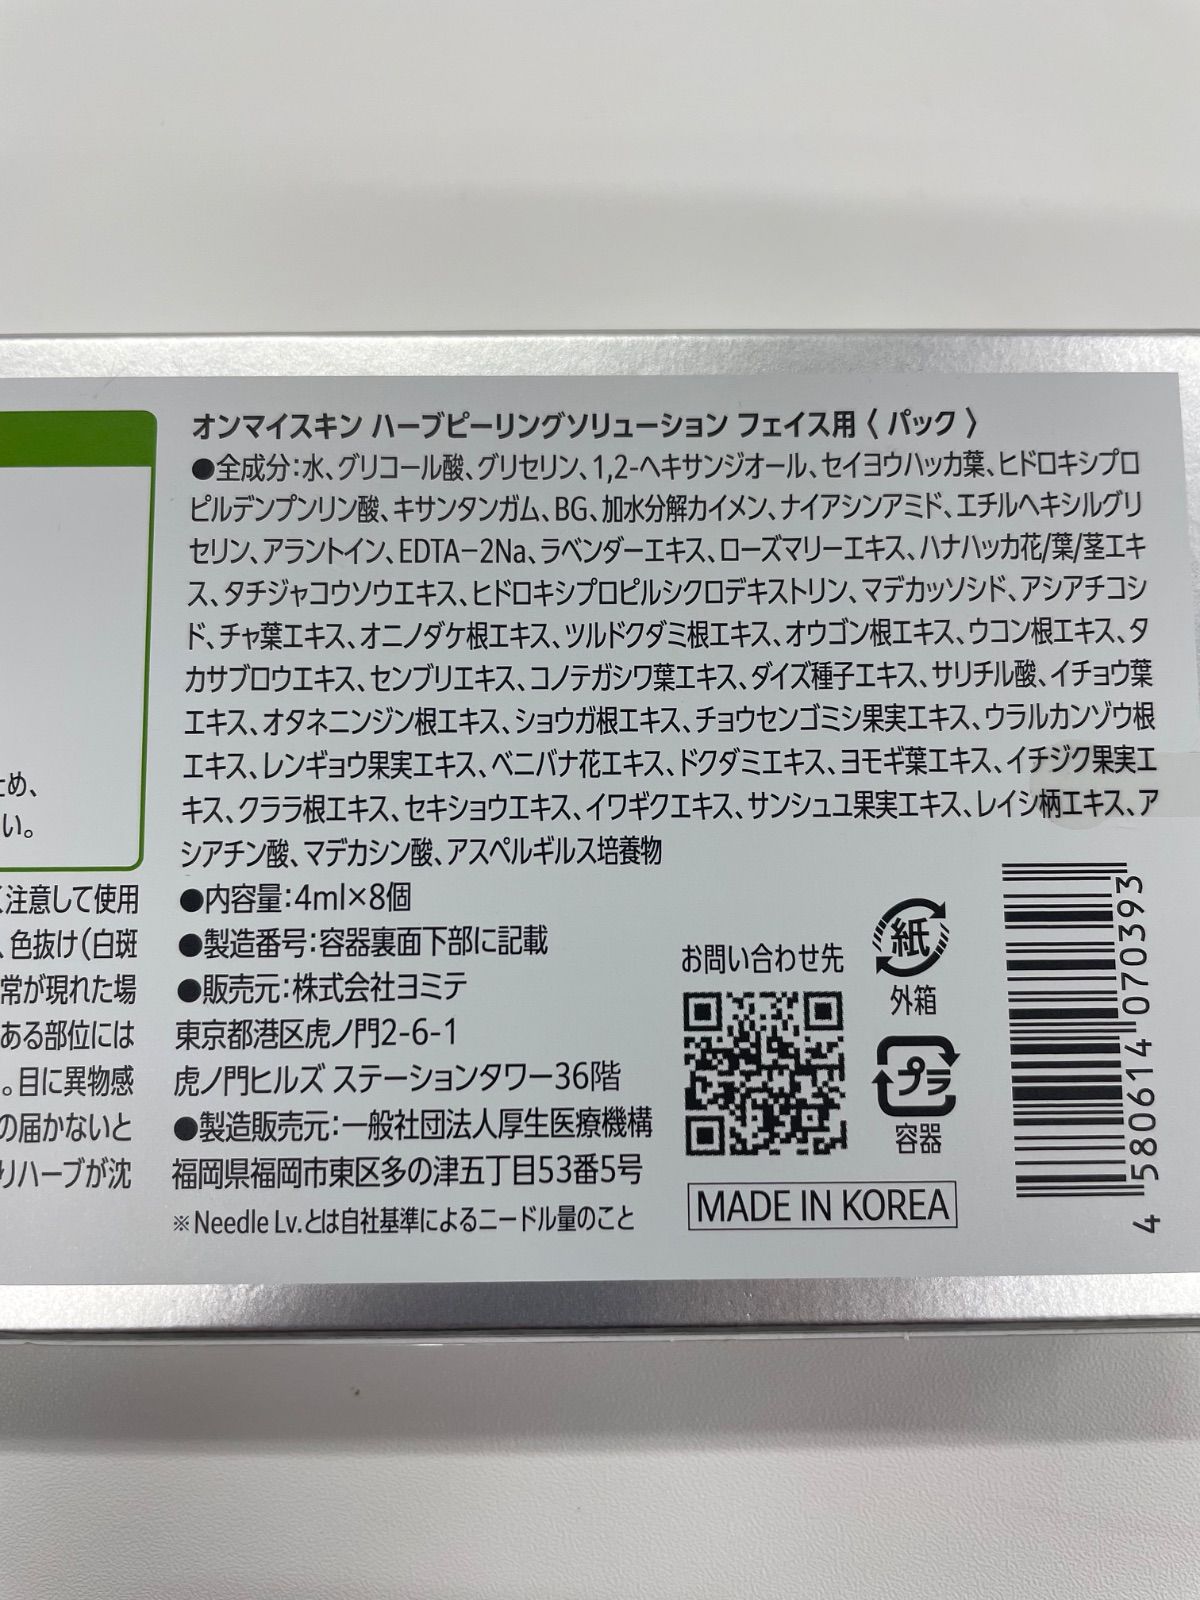 オンマイスキン ハーブピーリングソリューション フェイス用〈 パック 〉
●全成分:水、グリコール酸、グリセリン、1,2-ヘキサンジオール、セイヨウハッカ葉、ヒドロキシプロ
ピルデンプンリン酸、キサンタンガム、BG、加水分解カイメン、ナイアシンアミド、エチルヘキシルグリ
セリン、アラントイン、EDTA−2Na、ラベンダーエキス、ローズマリーエキス、ハナハッカ花/葉/茎エキ
ス、タチジャコウソウエキス、ヒドロキシプロピルシクロデキストリン、マデカッソシド、アシアチコシ
ド、チャ葉エキス、オニノダケ根エキス、ツルドクダミ根エキス、オウゴン根エキス、ウコン根エキス、タ
カサブロウエキス、センブリエキス、コノテガシワ葉エキス、ダイズ種子エキス、サリチル酸、イチョウ葉
エキス、オタネニンジン根エキス、ショウガ根エキス、チョウセンゴミシ果実エキス、ウラルカンゾウ根
エキス、レンギョウ果実エキス、ベニバナ花エキス、ドクダミエキス、ヨモギ葉エキス、イチジク果実エ
キス、クララ根エキス、セキショウエキス、イワギクエキス、サンシュユ果実エキス、レイシ柄エキス、ア
シアチン酸、マデカシン酸、アスペルギルス培養物
●内容量:4ml×8個
●製造番号:容器裏面下部に記載
●販売元:株式会社ヨミテ
東京都港区虎ノ門2-6-1
虎ノ門ヒルズ ステーションタワー36階
●製造販売元:一般社団法人厚生医療機構
福岡県福岡市東区多の津五丁目53番5号
※Needle Lv.とは自社基準によるニードル量のこと
お問い合わせ先
紙
外箱
プラ
容器
MADE IN KOREA
4 580614 070393
ため、
い。
く注意して使用
、色抜け(白斑
常が現れた場
ある部位には
。目に異物感
の届かないと
りハーブが沈